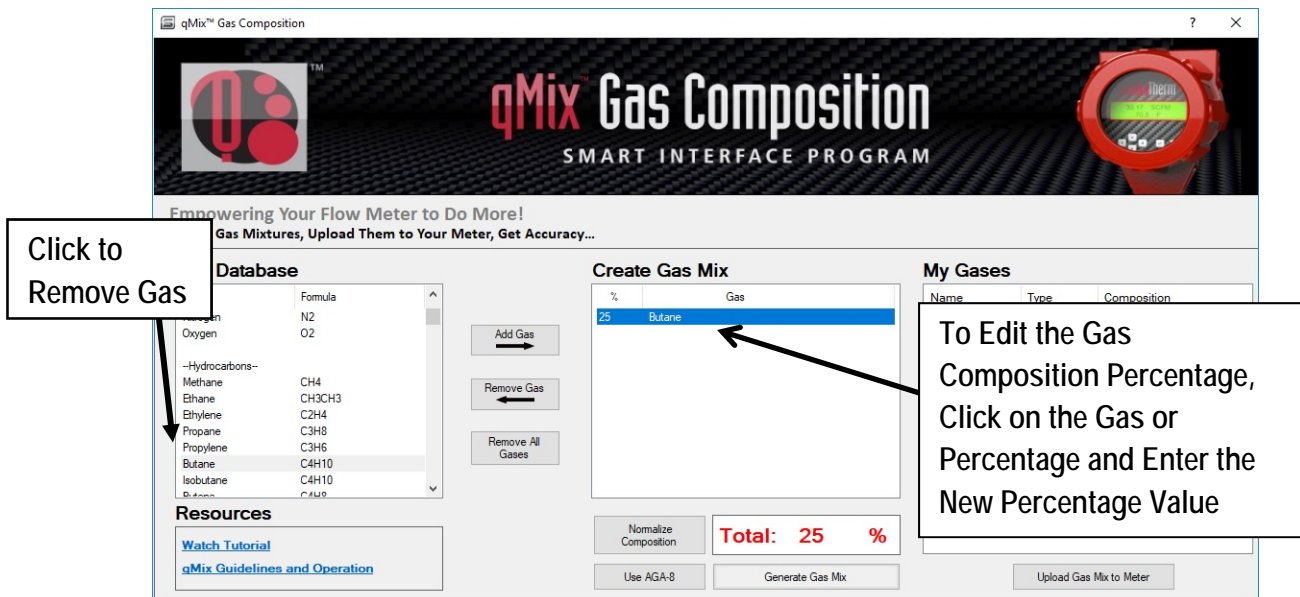 qMix™ Gas Composition
? ×
TM
qMix™ Gas Composition
SMART INTERFACE PROGRAM
Empowering Your Flow Meter to Do More!
Gas Mixtures, Upload Them to Your Meter, Get Accuracy...
Click to
Remove Gas
Database
Formula
N2
Oxygen O2
--Hydrocarbons--
Methane CH4
Ethane CH3CH3
Ethylene C2H4
Propane C3H8
Propylene C3H6
Butane C4H10
Isobutane C4H10
Add Gas
Remove Gas
Remove All
Gases
Create Gas Mix
% Gas
25 Butane
My Gases
Name Type Composition
To Edit the Gas
Composition Percentage,
Click on the Gas or
Percentage and Enter the
New Percentage Value
Resources
Watch Tutorial
qMix Guidelines and Operation
Normalize
Composition
Total: 25 %
Use AGA-8
Generate Gas Mix
Upload Gas Mix to Meter